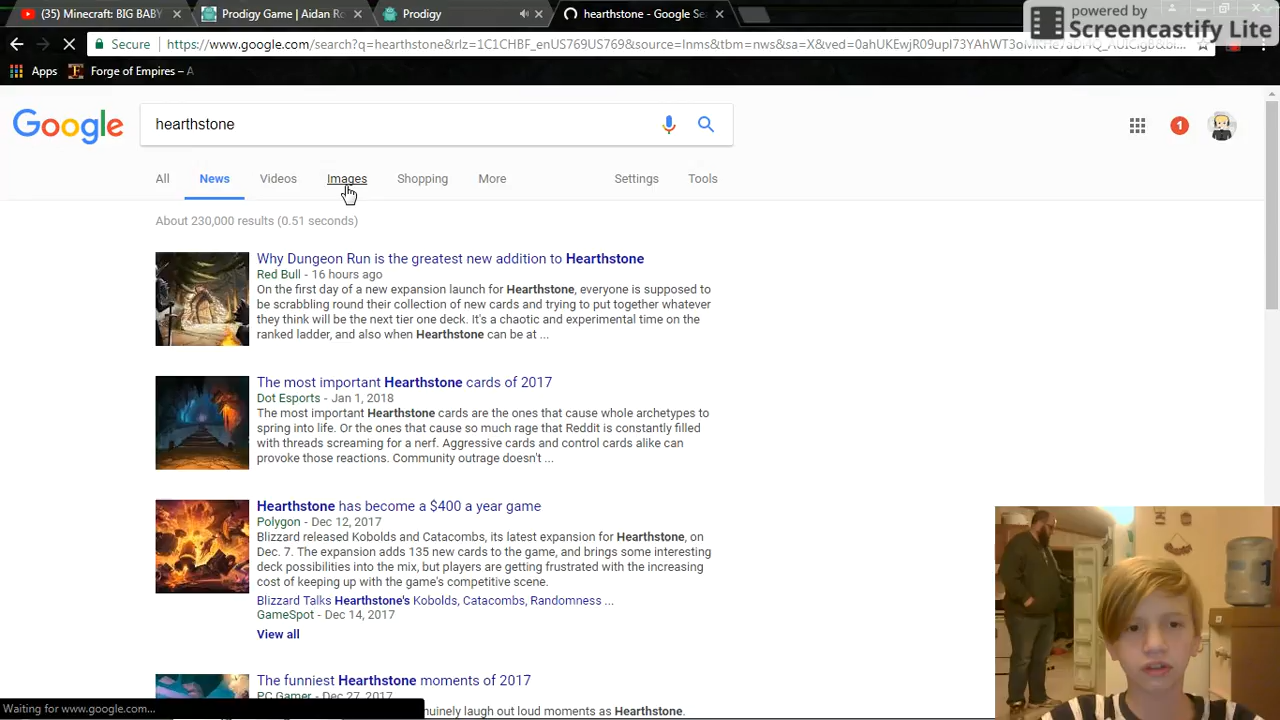 (35) Minecraft: BIG BABY
Prodigy Game | Aidan Ro
Prodigy
hearthstone - Google Se
powered by
Screencastify Lite
Secure
https://www.google.com/search?q=hearthstone&rlz=1C1CHBF_enUS769US769&source=lnms&tbm=nws&sa=X&ved=
Apps
Forge of Empires – A
Google
hearthstone
1
All
News
Videos
Images
Shopping
More
Settings
Tools
About 230,000 results (0.51 seconds)
Why Dungeon Run is the greatest new addition to Hearthstone
Red Bull - 16 hours ago
On the first day of a new expansion launch for Hearthstone, everyone is supposed to
be scrabbling round their collection of new cards and trying to put together whatever
they think will be the next tier one deck. It's a chaotic and experimental time on the
ranked ladder, and also when Hearthstone can be at ...
The most important Hearthstone cards of 2017
Dot Esports - Jan 1, 2018
The most important Hearthstone cards are the ones that cause whole archetypes to
spring into life. Or the ones that cause so much rage that Reddit is constantly filled
with threads screaming for a nerf. Aggressive cards and control cards alike can
provoke those reactions. Community outrage doesn't ...
Hearthstone has become a $400 a year game
Polygon - Dec 12, 2017
Blizzard released Kobolds and Catacombs, its latest expansion for Hearthstone, on
Dec. 7. The expansion adds 135 new cards to the game, and brings some interesting
deck possibilities into the mix, but players are getting frustrated with the increasing
cost of keeping up with the game's competitive scene.
Blizzard Talks Hearthstone's Kobolds, Catacombs, Randomness ...
GameSpot - Dec 14, 2017
View all
The funniest Hearthstone moments of 2017
PC Gamer - Dec 27, 2017
Waiting for www.google.com...
laugh out loud moments as Hearthstone.